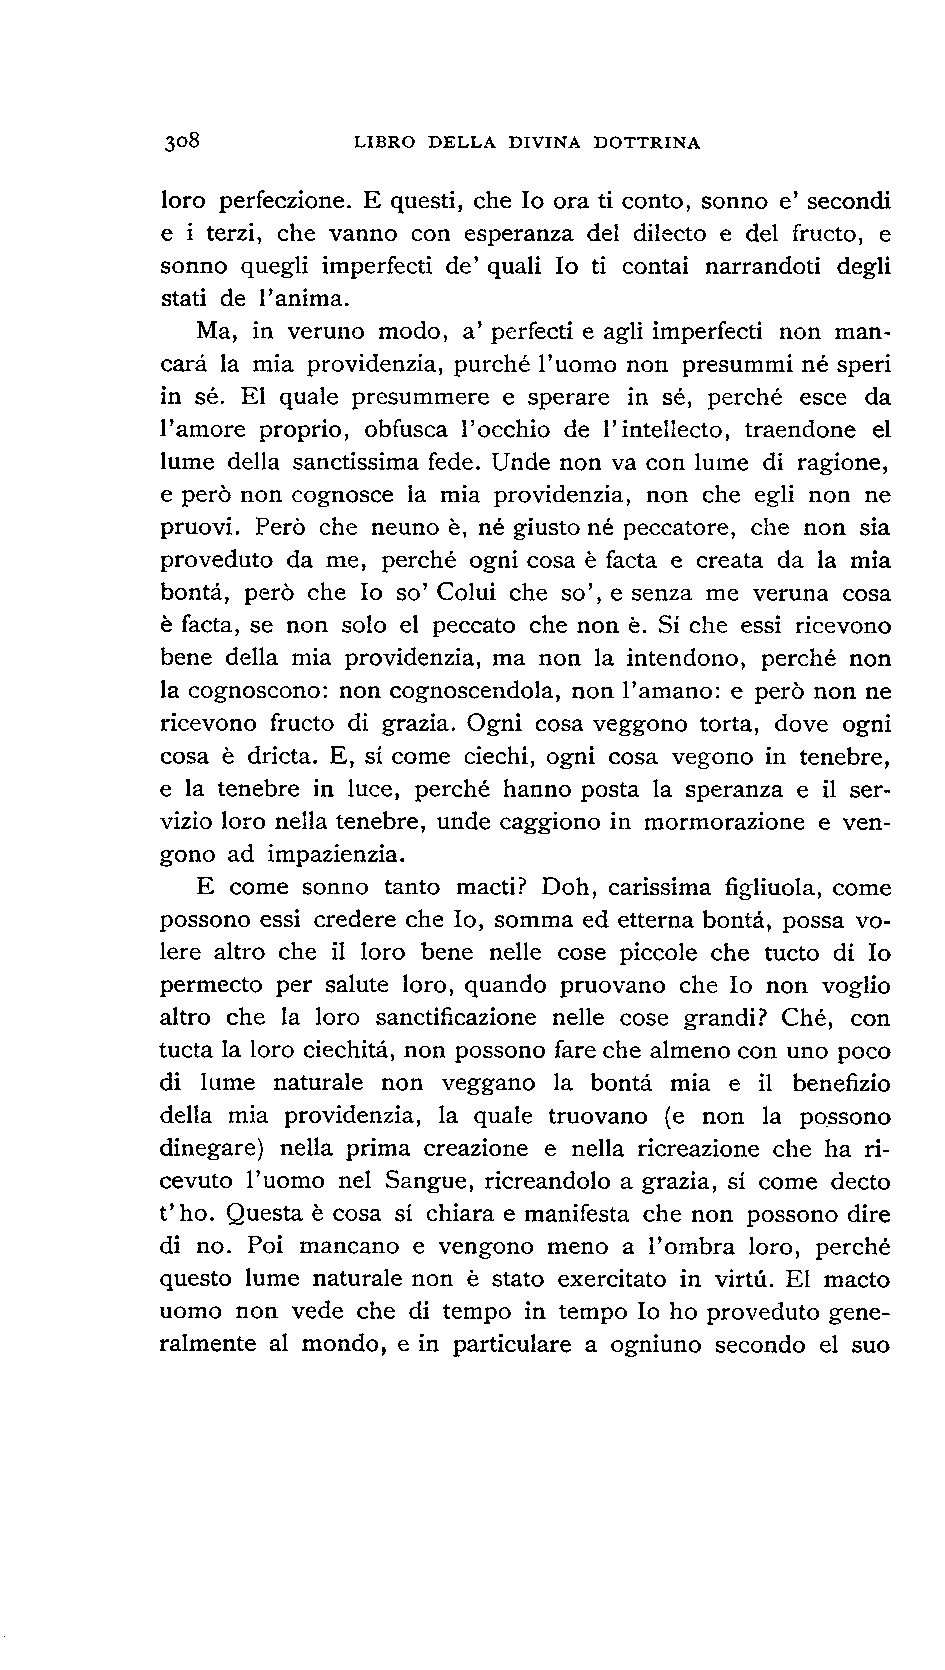 308 LIBRO DELLA DIVINA DOTTRINA
loro perfeczione. E questi, che Io ora ti conto, sonno e' secondi
e i terzi, che vanno con esperanza del dilecto e del fructo, e
sonno quegli imperfecti de' quali Io ti contai narrandoti degli
stati de l'anima.
Ma, in veruno modo, a' perfecti e agli imperfecti non man-
cará la mia providenzia, purché l'uomo non presummi né speri
in sé. El quale presummere e sperare in sé, perché esce da
l'amore proprio, obfusca l'occhio de l'intellecto, traendone el
lume della sanctissima fede. Unde non va con lume di ragione,
e però non cognosce la mia providenzia, non che egli non ne
pruovi. Però che neuno è, né giusto né peccatore, che non sia
proveduto da me, perché ogni cosa è facta e creata da la mia
bontá, però che Io so' Colui che so', e senza me veruna cosa
è facta, se non solo el peccato che non è. Sí che essi ricevono
bene della mia providenzia, ma non la intendono, perché non
la cognoscono: non cognoscendola, non l'amano: e però non ne
ricevono fructo di grazia. Ogni cosa veggono torta, dove ogni
cosa è dricta. E, sí come ciechi, ogni cosa vegono in tenebre,
e la tenebre in luce, perché hanno posta la speranza e il ser-
vizio loro nella tenebre, unde caggiono in mormorazione e ven-
gono ad impazienzia.
E come sonno tanto macti? Doh, carissima figliuola, come
possono essi credere che Io, somma ed etterna bontá, possa vo-
lere altro che il loro bene nelle cose piccole che tucto dí Io
permecto per salute loro, quando pruovano che Io non voglio
altro che la loro sanctificazione nelle cose grandi? Ché, con
tucta la loro ciechitá, non possono fare che almeno con uno poco
di lume naturale non veggano la bontá mia e il benefizio
della mia providenzia, la quale truovano (e non la possono
dinegare) nella prima creazione e nella ricreazione che ha ri-
cevuto l'uomo nel Sangue, ricreandolo a grazia, sí come decto
t'ho. Questa è cosa sí chiara e manifesta che non possono dire
di no. Poi mancano e vengono meno a l'ombra loro, perché
questo lume naturale non è stato exercitato in virtú. El macto
uomo non vede che di tempo in tempo Io ho proveduto gene-
ralmente al mondo, e in particulare a ogniuno secondo el suo